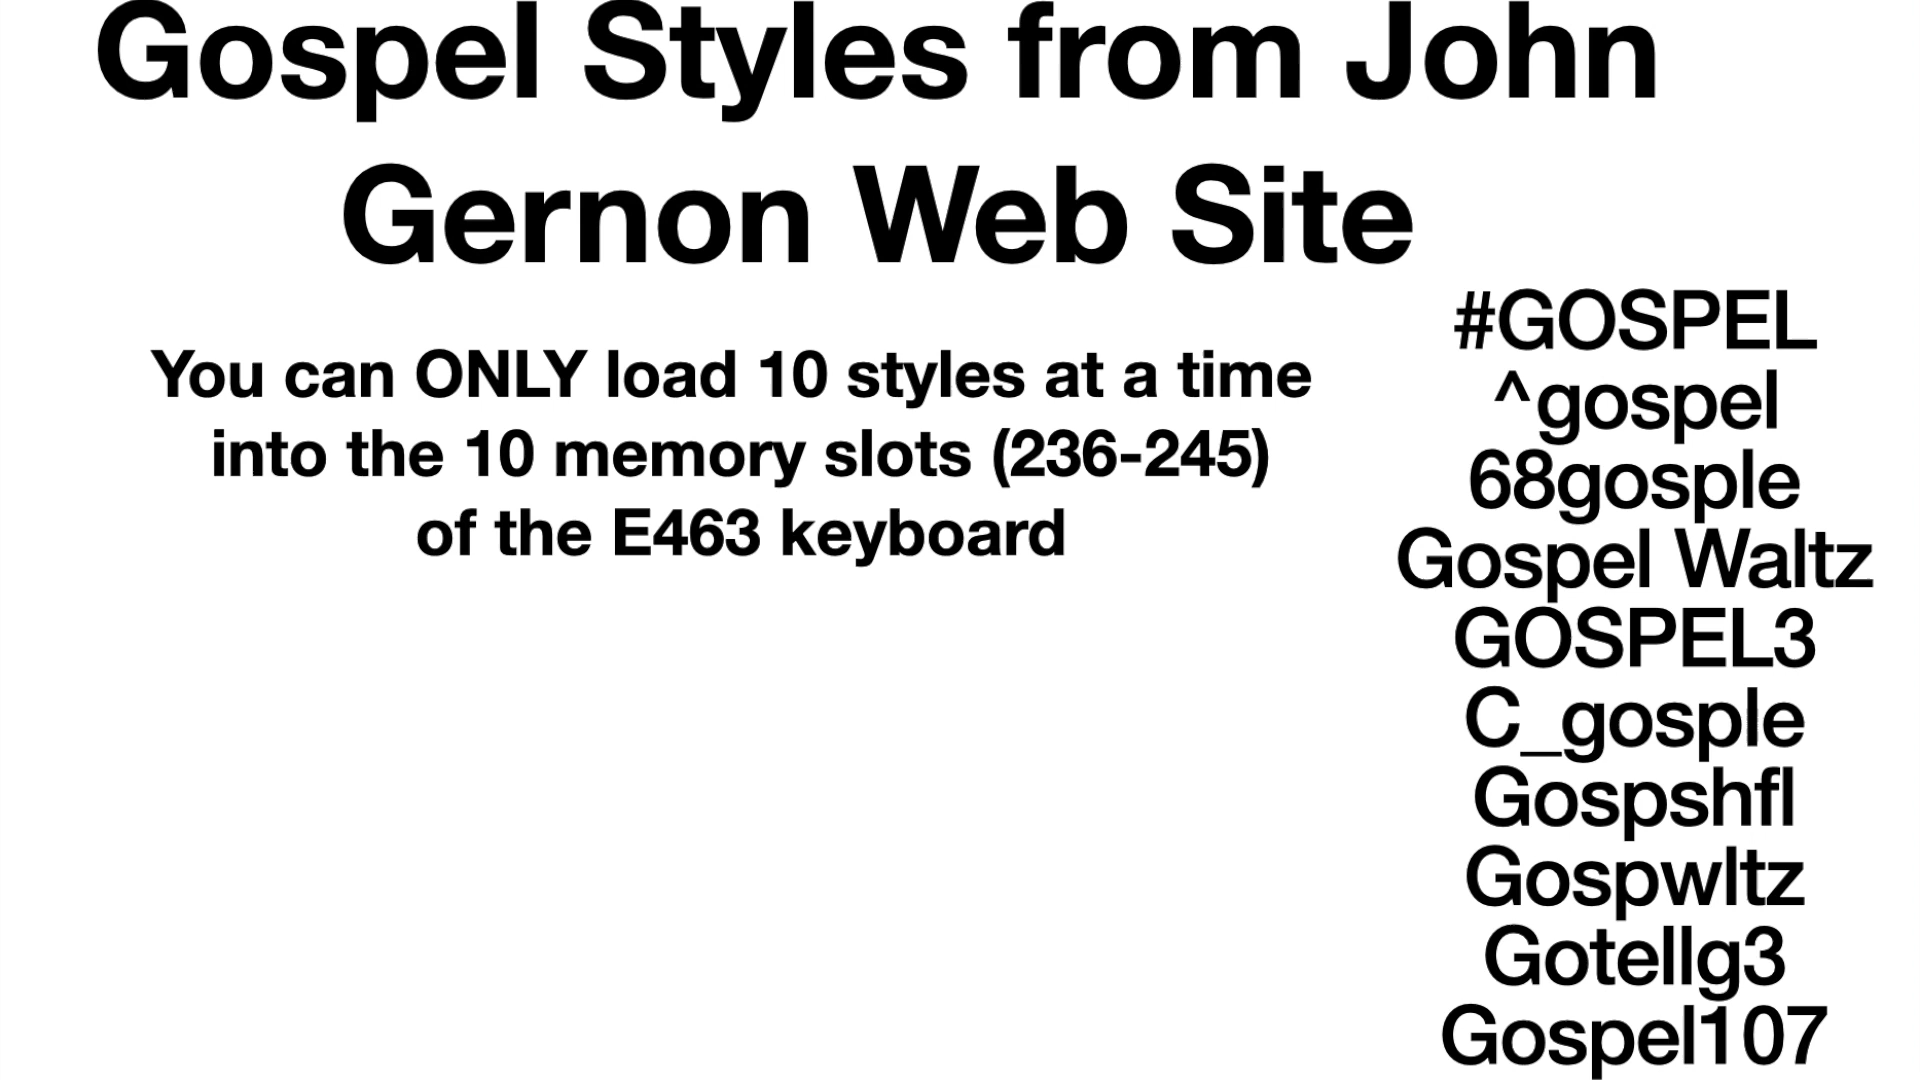 Gospel Styles from John
Gernon Web Site
You can ONLY load 10 styles at a time
into the 10 memory slots (236-245)
of the E463 keyboard
#GOSPEL
^gospel
68gosple
Gospel Waltz
GOSPEL3
C_gosple
Gospshfl
Gospwltz
Gotellg3
Gospel107